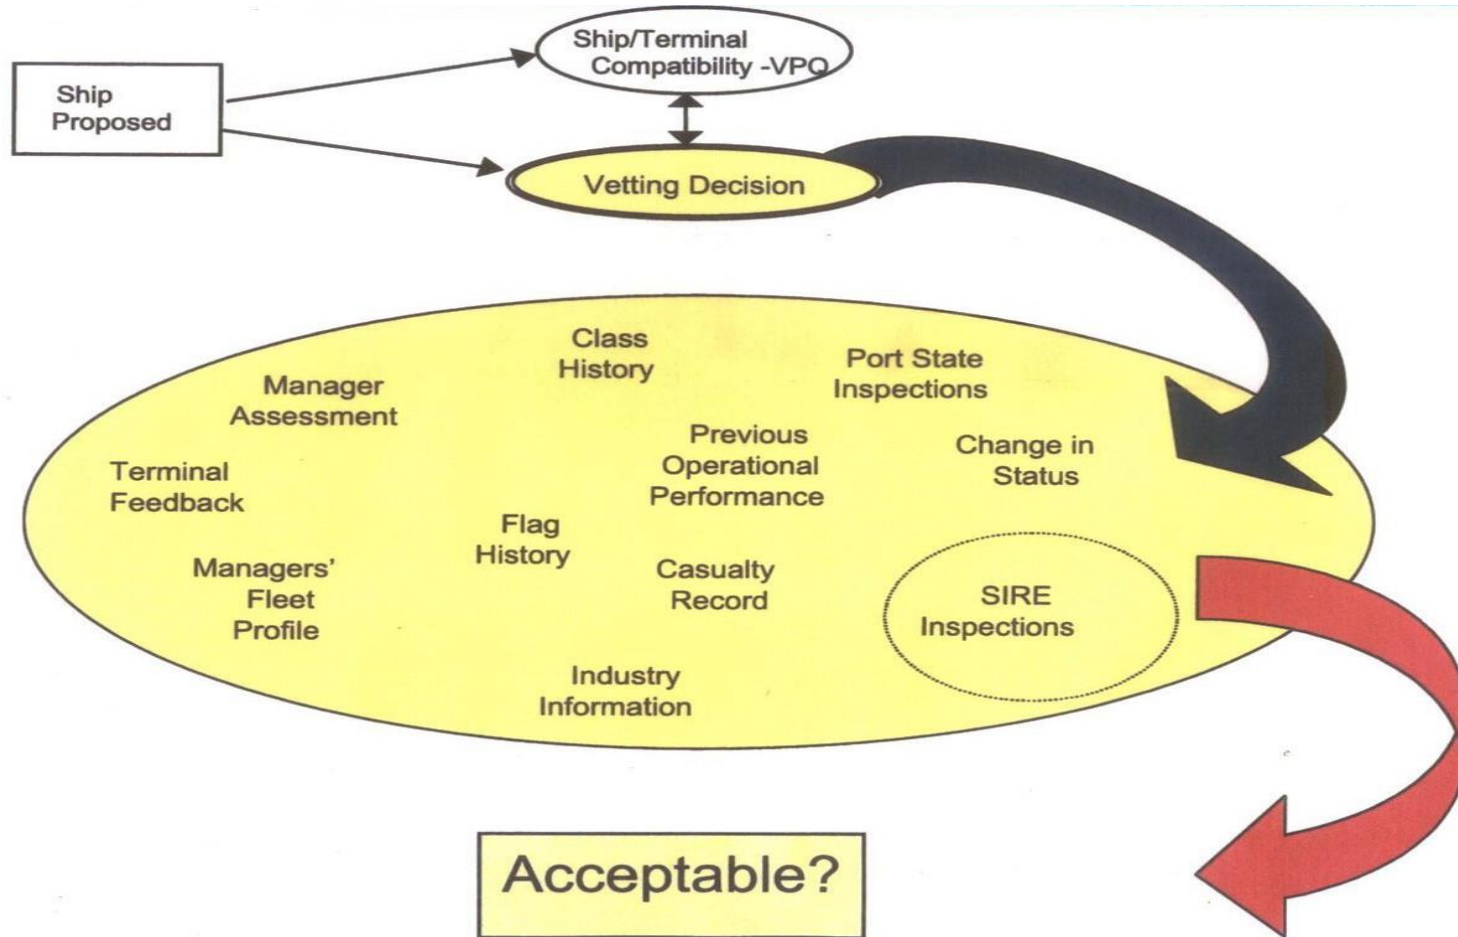 Ship/Terminal
Compatibility -VPQ
Ship
Proposed
Vetting Decision
Class
History
Port State
Inspections
Manager
Assessment
Previous
Operational
Performance
Change in
Status
Terminal
Feedback
Flag
History
Managers'
Fleet
Profile
Casualty
Record
SIRE
Inspections
Industry
Information
Acceptable?